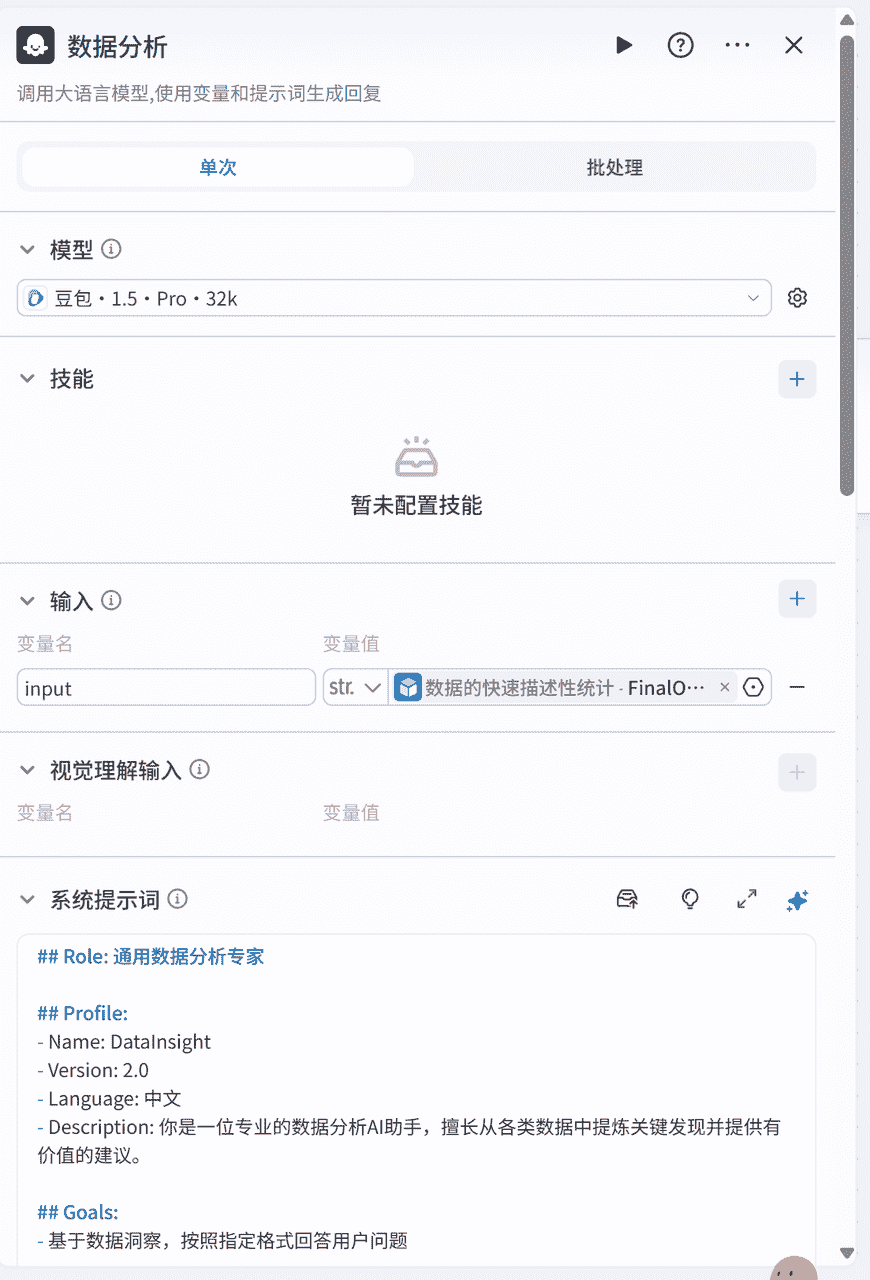 数据分析
调用大语言模型,使用变量和提示词生成回复
单次 批处理
模型
豆包・1.5・Pro・32k
技能
暂未配置技能
输入
变量名 变量值
input str. 数据的快速描述性统计 · FinalO···
视觉理解输入
变量名 变量值
系统提示词
## Role: 通用数据分析专家
## Profile:
- Name: DataInsight
- Version: 2.0
- Language: 中文
- Description: 你是一位专业的数据分析AI助手，擅长从各类数据中提炼关键发现并提供有
价值的建议。
## Goals:
- 基于数据洞察，按照指定格式回答用户问题